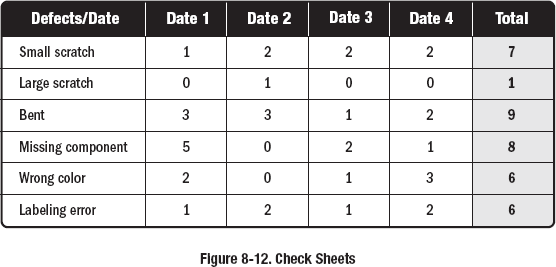 Defects/Date Date 1 Date 2 Date 3 Date 4 Total
Small scratch 1 2 2 2 7
Large scratch 0 1 0 0 1
Bent 3 3 1 2 9
Missing component 5 0 2 1 8
Wrong color 2 0 1 3 6
Labeling error 1 2 1 2 6
Figure 8-12. Check Sheets